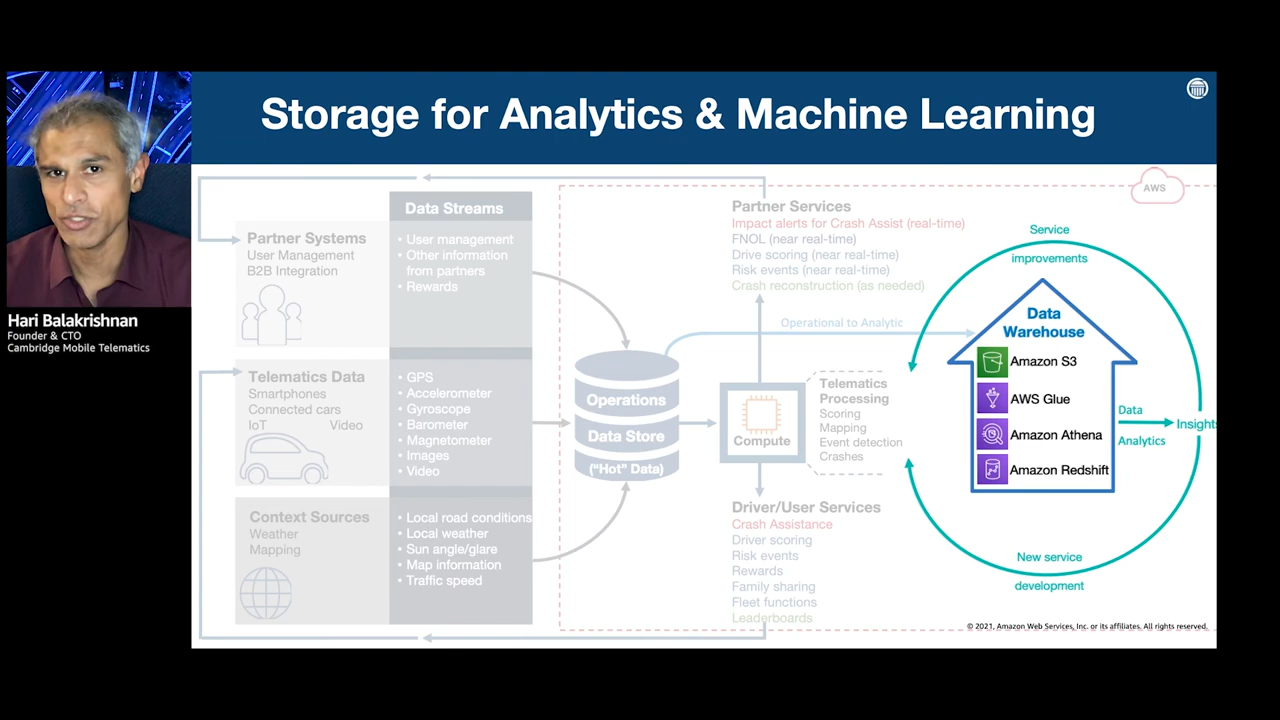 Storage for Analytics & Machine Learning
Hari Balakrishnan
Founder & CTO
Cambridge Mobile Telematics
AWS
Data Streams
Partner Systems
User Management
B2B Integration
• User management
• Other information
from partners
• Rewards
Telematics Data
Smartphones
Connected cars
IoT Video
• GPS
• Accelerometer
• Gyroscope
• Barometer
• Magnetometer
• Images
• Video
Context Sources
Weather
Mapping
• Local road conditions
• Local weather
• Sun angle/glare
• Map information
• Traffic speed
Operations
Data Store
("Hot" Data)
Partner Services
Impact alerts for Crash Assist (real-time)
FNOL (near real-time)
Drive scoring (near real-time)
Risk events (near real-time)
Crash reconstruction (as needed)
Operational to Analytic
Compute
Telematics
Processing
Scoring
Mapping
Event detection
Crashes
Driver/User Services
Crash Assistance
Driver scoring
Risk events
Rewards
Family sharing
Fleet functions
Leaderboards
Service
improvements
Data
Warehouse
Amazon S3
AWS Glue
Amazon Athena
Amazon Redshift
Data
Analytics
Insight
New service
development
© 2021, Amazon Web Services, Inc. or its affiliates. All rights reserved.